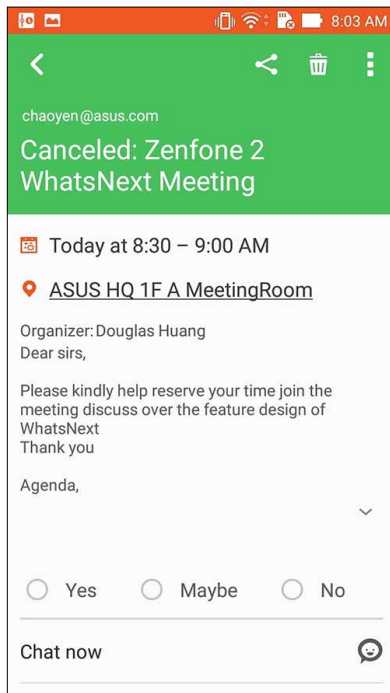 8:03 AM
chaoyen@asus.com
Canceled: Zenfone 2
WhatsNext Meeting
Today at 8:30 – 9:00 AM
ASUS HQ 1F A MeetingRoom
Organizer: Douglas Huang
Dear sirs,
Please kindly help reserve your time join the
meeting discuss over the feature design of
WhatsNext
Thank you
Agenda,
Yes Maybe No
Chat now